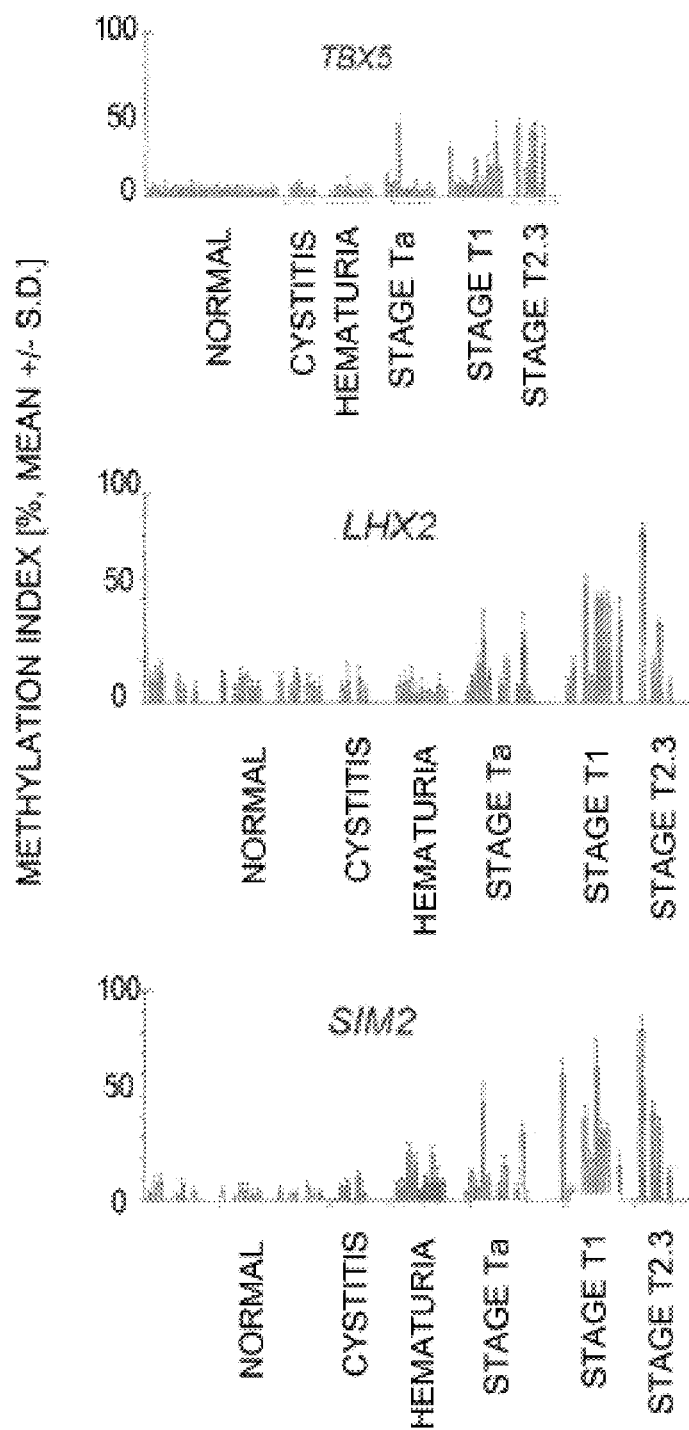 METHYLATION INDEX [%, MEAN +/- S.D.]
100
50
0
TBX5
NORMAL
CYSTITIS
HEMATURIA
STAGE Ta
STAGE T1
STAGE T2.3
100
50
0
LHX2
NORMAL
CYSTITIS
HEMATURIA
STAGE Ta
STAGE T1
STAGE T2.3
100
50
0
SIM2
NORMAL
CYSTITIS
HEMATURIA
STAGE Ta
STAGE T1
STAGE T2.3